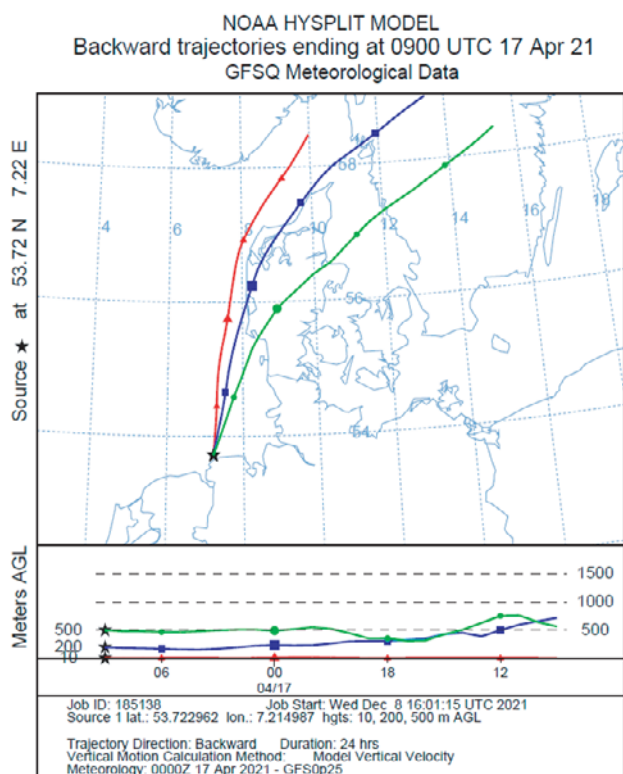 NOAA HYSPLIT MODEL
Backward trajectories ending at 0900 UTC 17 Apr 21
GFSQ Meteorological Data
Source ★ at 53.72 N 7.22 E
4 6 8 10 12 14 16 18
58
56
54
Meters AGL
1500
1000
500 500
200
10
06 00 18 12
04/17
Job ID: 185138 Job Start: Wed Dec 8 16:01:15 UTC 2021
Source 1 lat.: 53.722962 lon.: 7.214987 hgts: 10, 200, 500 m AGL
Trajectory Direction: Backward Duration: 24 hrs
Vertical Motion Calculation Method: Model Vertical Velocity
Meteorology: 0000Z 17 Apr 2021 - GFS0p25